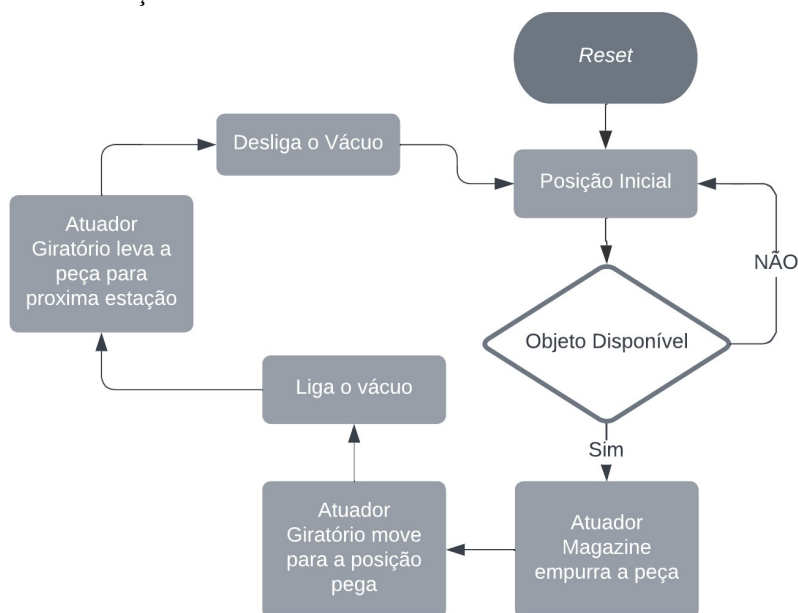 Reset
Posição Inicial
Objeto Disponível
NÃO
Sim
Atuador
Magazine
empurra a peça
Atuador
Giratório move
para a posição
pega
Liga o vácuo
Atuador
Giratório leva a
peça para
proxima estação
Desliga o Vácuo